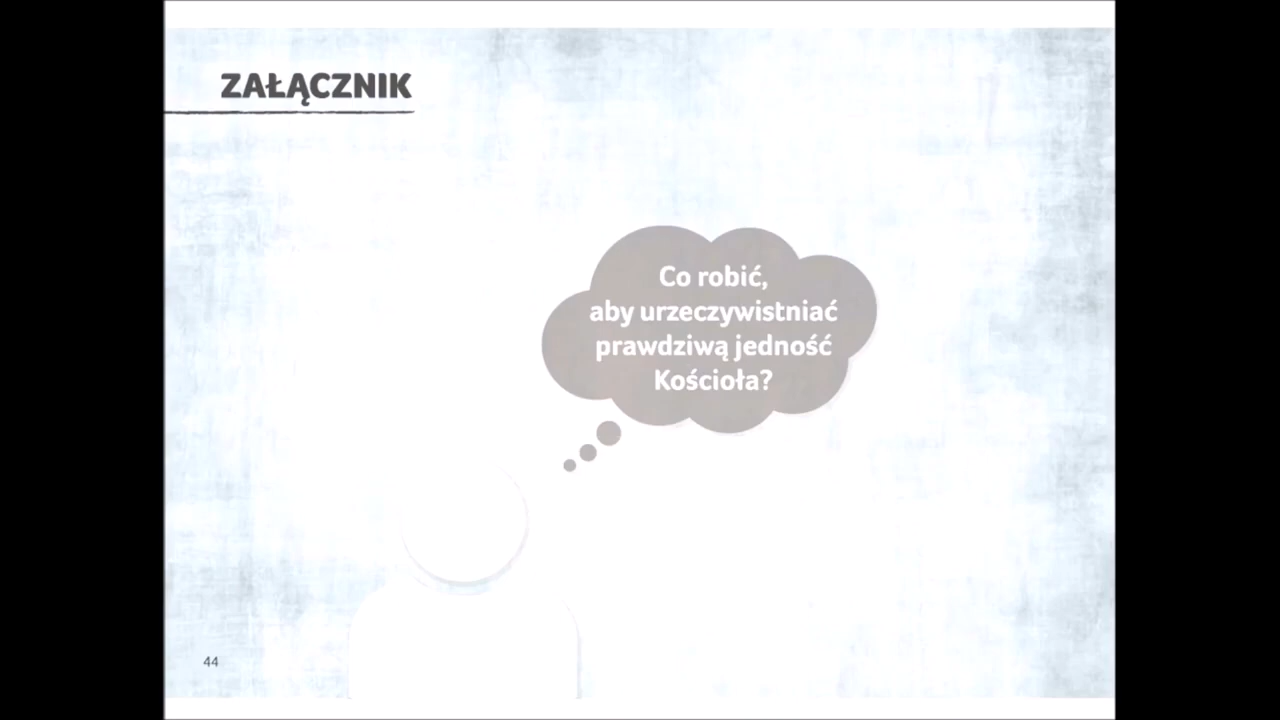 ZAŁĄCZNIK
Co robić,
aby urzeczywistniać
prawdziwą jedność
Kościoła?
44